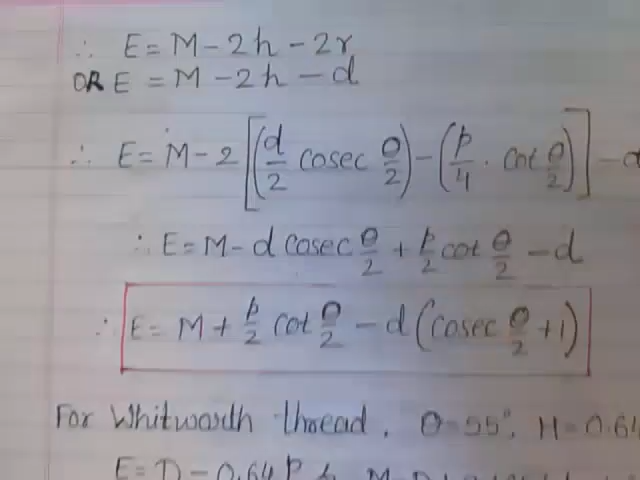 ∴ E = M - 2h - 2r
OR E = M - 2h - d
∴ E = M - 2 [(d/2 cosec θ/2) - (p/4 . cot θ/2)] - d
∴ E = M - d cosec θ/2 + p/2 cot θ/2 - d
∴ E = M + p/2 cot θ/2 - d (cosec θ/2 + 1)
For Whitworth thread, θ = 55°, H = 0.64
E = D - 0.64 P &